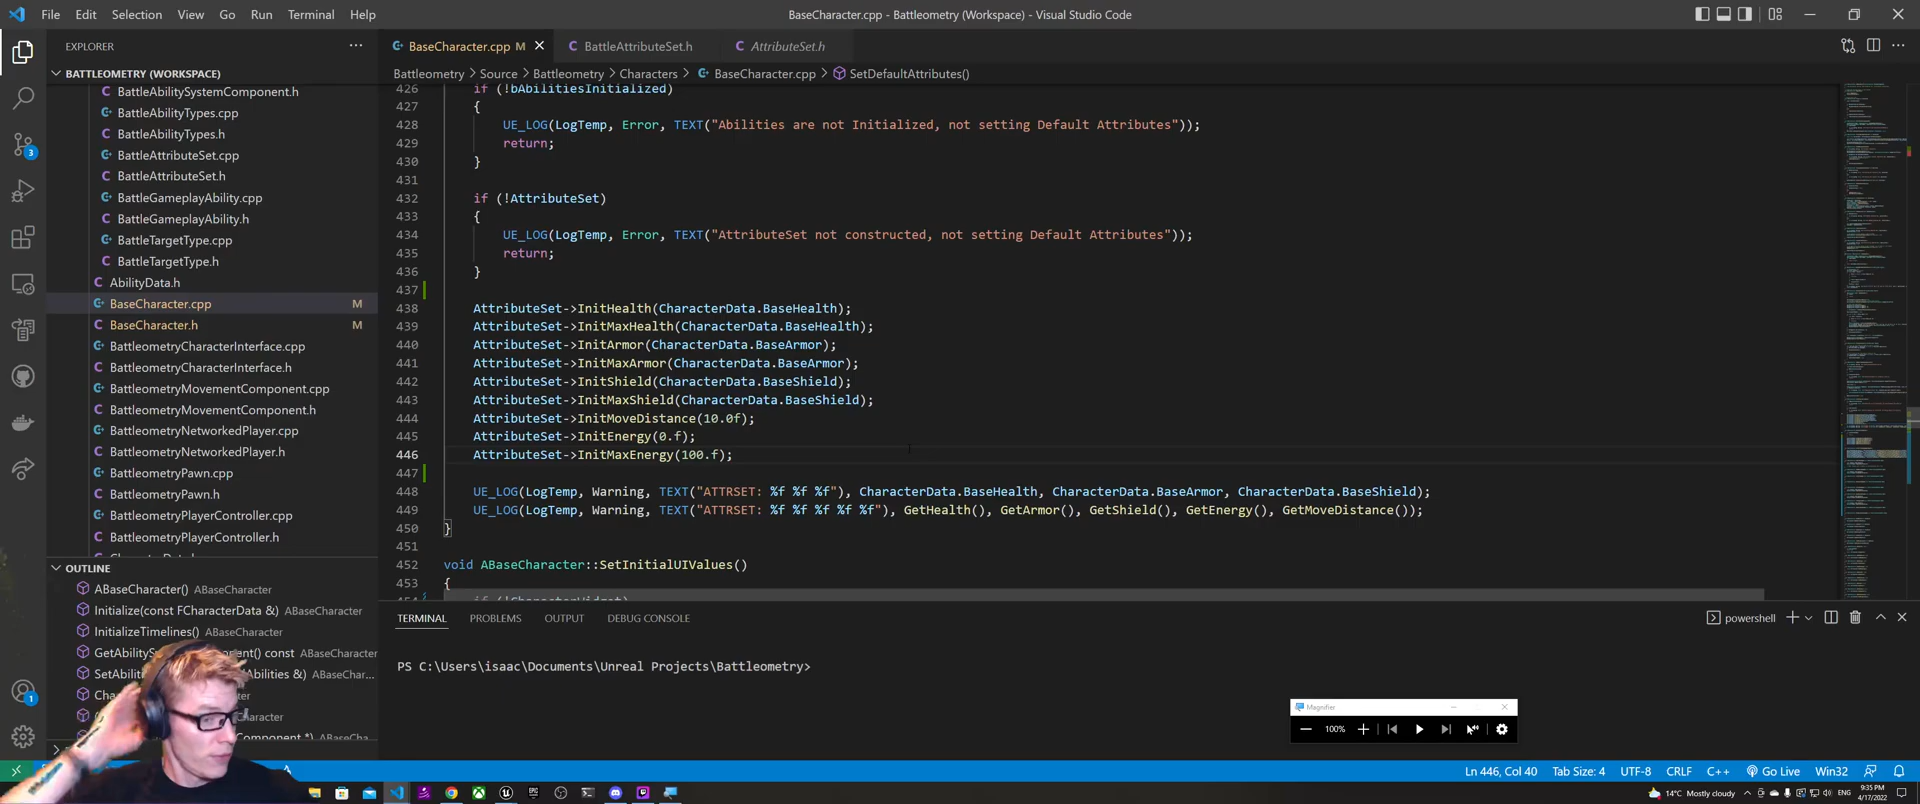 File Edit Selection View Go Run Terminal Help
BaseCharacter.cpp - Battleometry (Workspace) - Visual Studio Code
EXPLORER
BATTLEOMETRY (WORKSPACE)
BattleAbilitySystemComponent.h
BattleAbilityTypes.cpp
BattleAbilityTypes.h
BattleAttributeSet.cpp
BattleAttributeSet.h
BattleGameplayAbility.cpp
BattleGameplayAbility.h
BattleTargetType.cpp
BattleTargetType.h
AbilityData.h
BaseCharacter.cpp M
BaseCharacter.h M
BattleometryCharacterInterface.cpp
BattleometryCharacterInterface.h
BattleometryMovementComponent.cpp
BattleometryMovementComponent.h
BattleometryNetworkedPlayer.cpp
BattleometryNetworkedPlayer.h
BattleometryPawn.cpp
BattleometryPawn.h
BattleometryPlayerController.cpp
BattleometryPlayerController.h
OUTLINE
ABaseCharacter() ABaseCharacter
Initialize(const FCharacterData &) ABaseCharacter
InitializeTimelines() ABaseCharacter
BaseCharacter.cpp M
BattleAttributeSet.h
AttributeSet.h
Battleometry > Source > Battleometry > Characters > BaseCharacter.cpp > SetDefaultAttributes()
426 if (!bAbilitiesInitialized)
427 {
428 UE_LOG(LogTemp, Error, TEXT("Abilities are not Initialized, not setting Default Attributes"));
429 return;
430 }
431
432 if (!AttributeSet)
433 {
434 UE_LOG(LogTemp, Error, TEXT("AttributeSet not constructed, not setting Default Attributes"));
435 return;
436 }
437
438 AttributeSet->InitHealth(CharacterData.BaseHealth);
439 AttributeSet->InitMaxHealth(CharacterData.BaseHealth);
440 AttributeSet->InitArmor(CharacterData.BaseArmor);
441 AttributeSet->InitMaxArmor(CharacterData.BaseArmor);
442 AttributeSet->InitShield(CharacterData.BaseShield);
443 AttributeSet->InitMaxShield(CharacterData.BaseShield);
444 AttributeSet->InitMoveDistance(10.0f);
445 AttributeSet->InitEnergy(0.f);
446 AttributeSet->InitMaxEnergy(100.f);
447
448 UE_LOG(LogTemp, Warning, TEXT("ATTRSET: %f %f %f"), CharacterData.BaseHealth, CharacterData.BaseArmor, CharacterData.BaseShield);
449 UE_LOG(LogTemp, Warning, TEXT("ATTRSET: %f %f %f %f %f"), GetHealth(), GetArmor(), GetShield(), GetEnergy(), GetMoveDistance());
450 }
451
452 void ABaseCharacter::SetInitialUIValues()
453 {
TERMINAL PROBLEMS OUTPUT DEBUG CONSOLE
powershell
PS C:\Users\isaac\Documents\Unreal Projects\Battleometry>
Magnifier
100%
Ln 446, Col 40 Tab Size: 4 UTF-8 CRLF C++ Go Live Win32
14°C Mostly cloudy ENG 9:35 PM
4/17/2022